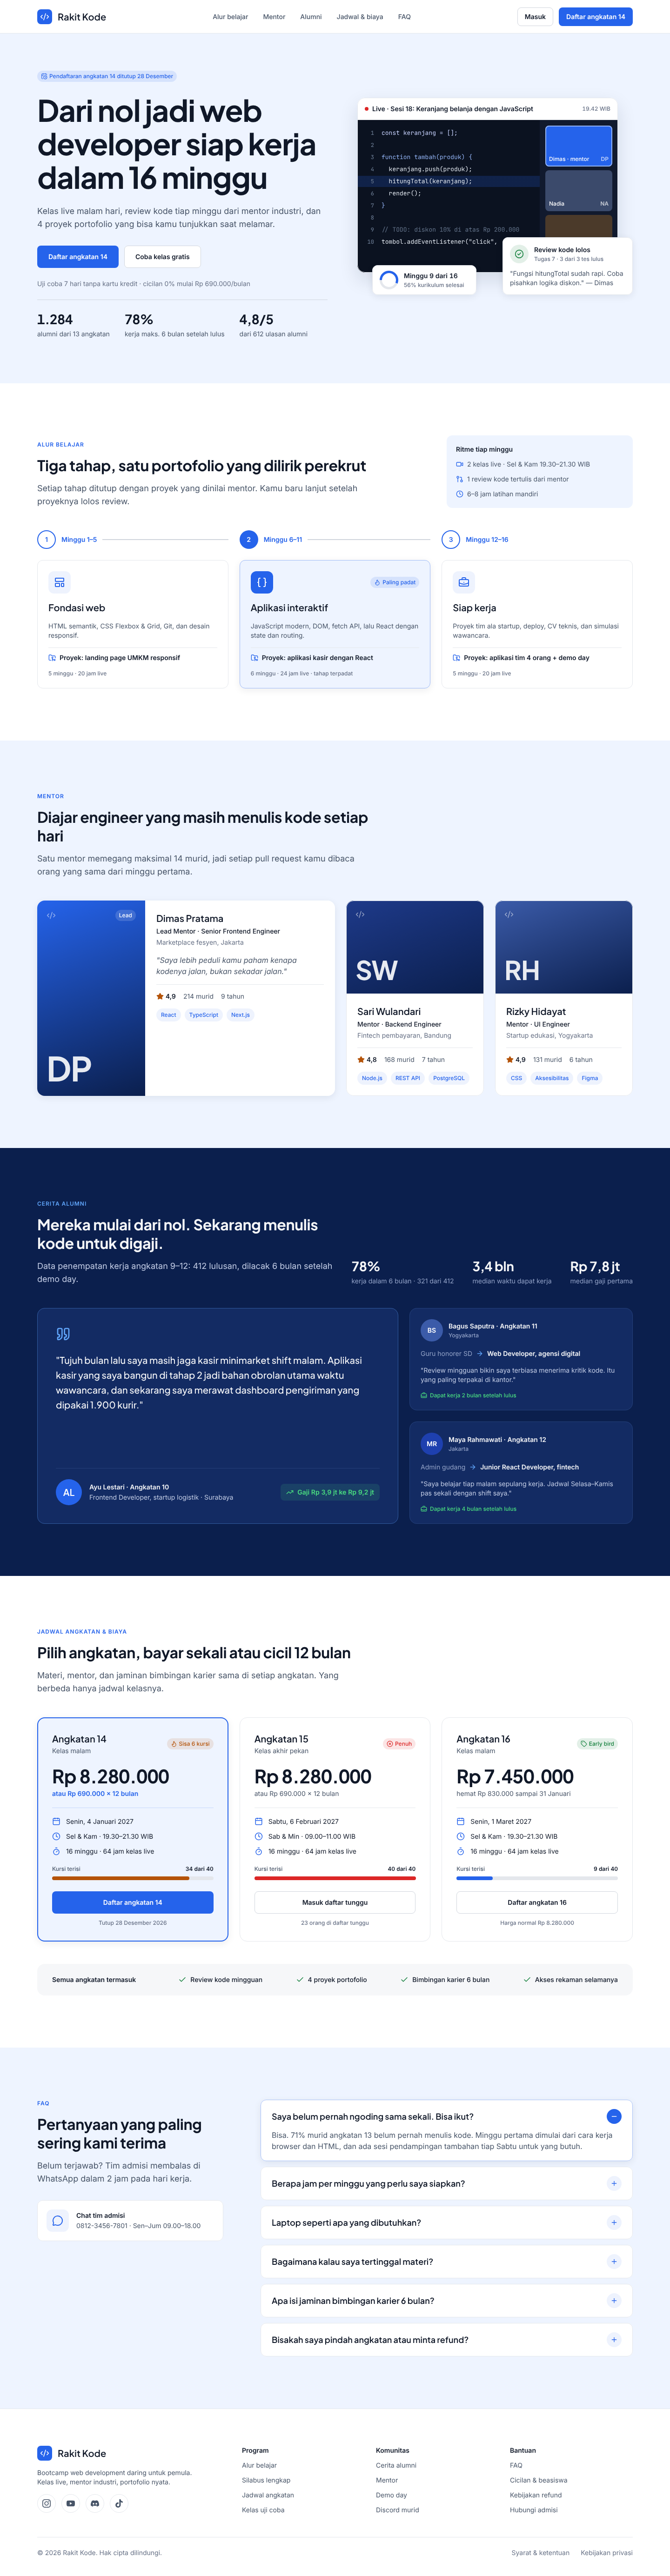 Rakit Kode
Alur belajar
Mentor
Alumni
Jadwal & biaya
FAQ
Masuk
Daftar angkatan 14
Pendaftaran angkatan 14 ditutup 28 Desember
Dari nol jadi web
developer siap kerja
dalam 16 minggu
Kelas live malam hari, review kode tiap minggu dari mentor industri, dan
4 proyek portofolio yang bisa kamu tunjukkan saat melamar.
Daftar angkatan 14
Coba kelas gratis
Uji coba 7 hari tanpa kartu kredit · cicilan 0% mulai Rp 690.000/bulan
1.284
alumni dari 13 angkatan
78%
kerja maks. 6 bulan setelah lulus
4,8/5
dari 612 ulasan alumni
Live · Sesi 18: Keranjang belanja dengan JavaScript
19.42 WIB
1 const keranjang = [];
2
3 function tambah(produk) {
4 keranjang.push(produk);
5 hitungTotal(keranjang);
6 render();
7 }
8
9 // TODO: diskon 10% di atas Rp 200.000
10 tombol.addEventListener("click",
Dimas · mentor
DP
Nadia
NA
Minggu 9 dari 16
56% kurikulum selesai
Review kode lolos
Tugas 7 · 3 dari 3 tes lulus
"Fungsi hitungTotal sudah rapi. Coba
pisahkan logika diskon." — Dimas
ALUR BELAJAR
Tiga tahap, satu portofolio yang dilirik perekrut
Setiap tahap ditutup dengan proyek yang dinilai mentor. Kamu baru lanjut setelah
proyeknya lolos review.
Ritme tiap minggu
2 kelas live · Sel & Kam 19.30–21.30 WIB
1 review kode tertulis dari mentor
6–8 jam latihan mandiri
1
Minggu 1–5
2
Minggu 6–11
3
Minggu 12–16
Fondasi web
HTML semantik, CSS Flexbox & Grid, Git, dan desain
responsif.
Proyek: landing page UMKM responsif
5 minggu · 20 jam live
Paling padat
Aplikasi interaktif
JavaScript modern, DOM, fetch API, lalu React dengan
state dan routing.
Proyek: aplikasi kasir dengan React
6 minggu · 24 jam live · tahap terpadat
Siap kerja
Proyek tim ala startup, deploy, CV teknis, dan simulasi
wawancara.
Proyek: aplikasi tim 4 orang + demo day
5 minggu · 20 jam live
MENTOR
Diajar engineer yang masih menulis kode setiap
hari
Satu mentor memegang maksimal 14 murid, jadi setiap pull request kamu dibaca
orang yang sama dari minggu pertama.
Lead
DP
Dimas Pratama
Lead Mentor · Senior Frontend Engineer
Marketplace fesyen, Jakarta
"Saya lebih peduli kamu paham kenapa
kodenya jalan, bukan sekadar jalan."
4,9
214 murid
9 tahun
React
TypeScript
Next.js
SW
Sari Wulandari
Mentor · Backend Engineer
Fintech pembayaran, Bandung
4,8
168 murid
7 tahun
Node.js
REST API
PostgreSQL
RH
Rizky Hidayat
Mentor · UI Engineer
Startup edukasi, Yogyakarta
4,9
131 murid
6 tahun
CSS
Aksesibilitas
Figma
CERITA ALUMNI
Mereka mulai dari nol. Sekarang menulis
kode untuk digaji.
Data penempatan kerja angkatan 9–12: 412 lulusan, dilacak 6 bulan setelah
demo day.
78%
kerja dalam 6 bulan · 321 dari 412
3,4 bln
median waktu dapat kerja
Rp 7,8 jt
median gaji pertama
"Tujuh bulan lalu saya masih jaga kasir minimarket shift malam. Aplikasi
kasir yang saya bangun di tahap 2 jadi bahan obrolan utama waktu
wawancara, dan sekarang saya merawat dashboard pengiriman yang
dipakai 1.900 kurir."
AL
Ayu Lestari · Angkatan 10
Frontend Developer, startup logistik · Surabaya
Gaji Rp 3,9 jt ke Rp 9,2 jt
BS
Bagus Saputra · Angkatan 11
Yogyakarta
Guru honorer SD → Web Developer, agensi digital
"Review mingguan bikin saya terbiasa menerima kritik kode. Itu
yang paling terpakai di kantor."
Dapat kerja 2 bulan setelah lulus
MR
Maya Rahmawati · Angkatan 12
Jakarta
Admin gudang → Junior React Developer, fintech
"Saya belajar tiap malam sepulang kerja. Jadwal Selasa–Kamis
pas sekali dengan shift saya."
Dapat kerja 4 bulan setelah lulus
JADWAL ANGKATAN & BIAYA
Pilih angkatan, bayar sekali atau cicil 12 bulan
Materi, mentor, dan jaminan bimbingan karier sama di setiap angkatan. Yang
berbeda hanya jadwal kelasnya.
Angkatan 14
Kelas malam
Sisa 6 kursi
Rp 8.280.000
atau Rp 690.000 × 12 bulan
Senin, 4 Januari 2027
Sel & Kam · 19.30–21.30 WIB
16 minggu · 64 jam kelas live
Kursi terisi
34 dari 40
Daftar angkatan 14
Tutup 28 Desember 2026
Angkatan 15
Kelas akhir pekan
Penuh
Rp 8.280.000
atau Rp 690.000 × 12 bulan
Sabtu, 6 Februari 2027
Sab & Min · 09.00–11.00 WIB
16 minggu · 64 jam kelas live
Kursi terisi
40 dari 40
Masuk daftar tunggu
23 orang di daftar tunggu
Angkatan 16
Kelas malam
Early bird
Rp 7.450.000
hemat Rp 830.000 sampai 31 Januari
Senin, 1 Maret 2027
Sel & Kam · 19.30–21.30 WIB
16 minggu · 64 jam kelas live
Kursi terisi
9 dari 40
Daftar angkatan 16
Harga normal Rp 8.280.000
Semua angkatan termasuk
Review kode mingguan
4 proyek portofolio
Bimbingan karier 6 bulan
Akses rekaman selamanya
FAQ
Pertanyaan yang paling
sering kami terima
Belum terjawab? Tim admisi membalas di
WhatsApp dalam 2 jam pada hari kerja.
Chat tim admisi
0812-3456-7801 · Sen–Jum 09.00–18.00
Saya belum pernah ngoding sama sekali. Bisa ikut?
Bisa. 71% murid angkatan 13 belum pernah menulis kode. Minggu pertama dimulai dari cara kerja
browser dan HTML, dan ada sesi pendampingan tambahan tiap Sabtu untuk yang butuh.
Berapa jam per minggu yang perlu saya siapkan?
Laptop seperti apa yang dibutuhkan?
Bagaimana kalau saya tertinggal materi?
Apa isi jaminan bimbingan karier 6 bulan?
Bisakah saya pindah angkatan atau minta refund?
Rakit Kode
Bootcamp web development daring untuk pemula.
Kelas live, mentor industri, portofolio nyata.
Program
Alur belajar
Silabus lengkap
Jadwal angkatan
Kelas uji coba
Komunitas
Cerita alumni
Mentor
Demo day
Discord murid
Bantuan
FAQ
Cicilan & beasiswa
Kebijakan refund
Hubungi admisi
© 2026 Rakit Kode. Hak cipta dilindungi.
Syarat & ketentuan
Kebijakan privasi